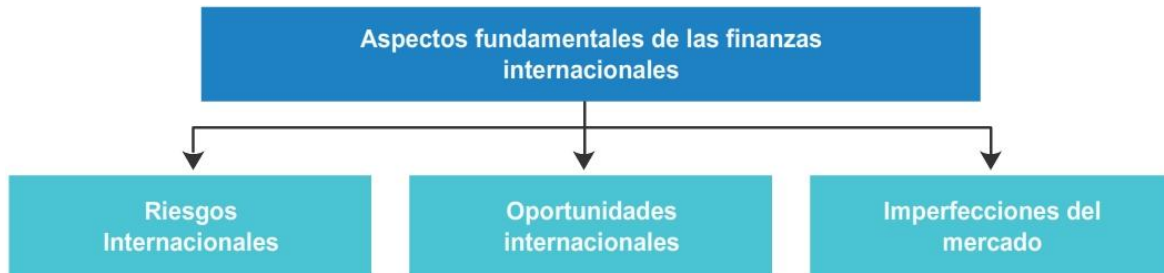 Aspectos fundamentales de las finanzas
internacionales
Riesgos
Internacionales
Oportunidades
internacionales
Imperfecciones del
mercado